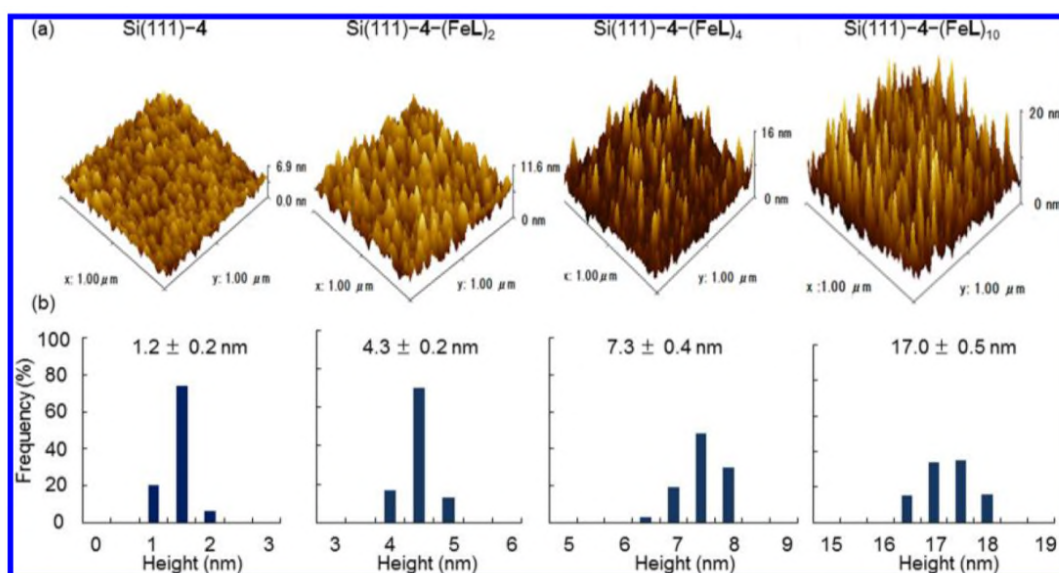 (a) Si(111)-4 Si(111)-4-(FeL)₂ Si(111)-4-(FeL)₄ Si(111)-4-(FeL)₁₀
6.9 nm
0.0 nm
x: 1.00 μm
y: 1.00 μm
11.6 nm
0 nm
x: 1.00 μm
y: 1.00 μm
16 nm
0 nm
x: 1.00 μm
y: 1.00 μm
20 nm
0 nm
x :1.00 μm
y: 1.00 μm
(b)
Frequency (%)
100
80
60
40
20
0
1.2 ± 0.2 nm
0 1 2 3
Height (nm)
4.3 ± 0.2 nm
3 4 5 6
Height (nm)
7.3 ± 0.4 nm
5 6 7 8 9
Height (nm)
17.0 ± 0.5 nm
15 16 17 18 19
Height (nm)